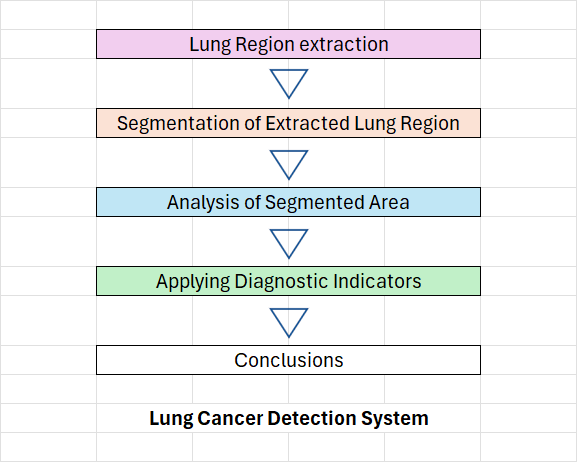 Lung Region extraction
Segmentation of Extracted Lung Region
Analysis of Segmented Area
Applying Diagnostic Indicators
Conclusions
Lung Cancer Detection System